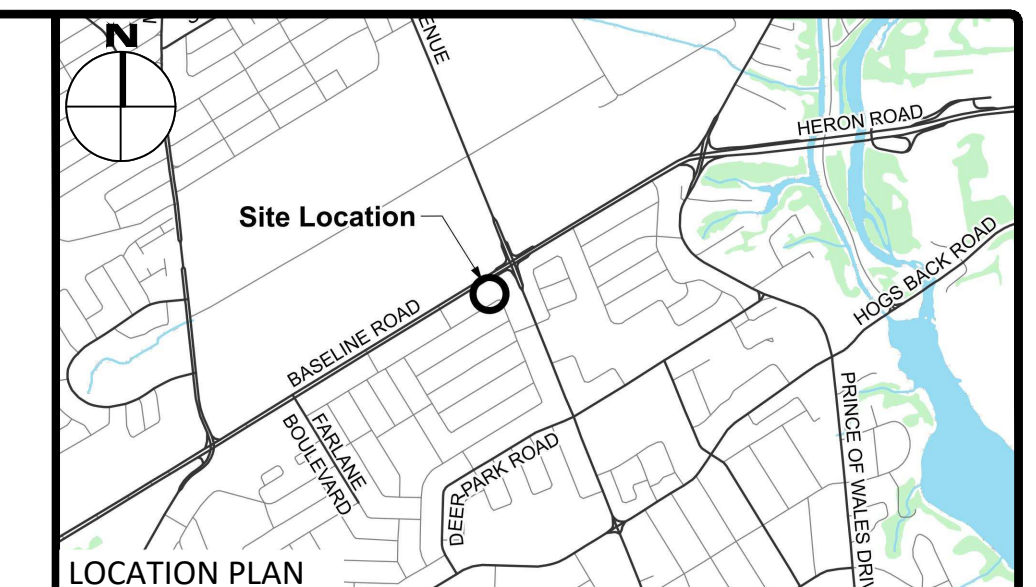 N
ENUE
HERON ROAD
Site Location
HOGS BACK ROAD
BASELINE ROAD
FARLANE
BOULEVARD
PRINCE OF WALES DRIV
DEER PARK ROAD
LOCATION PLAN